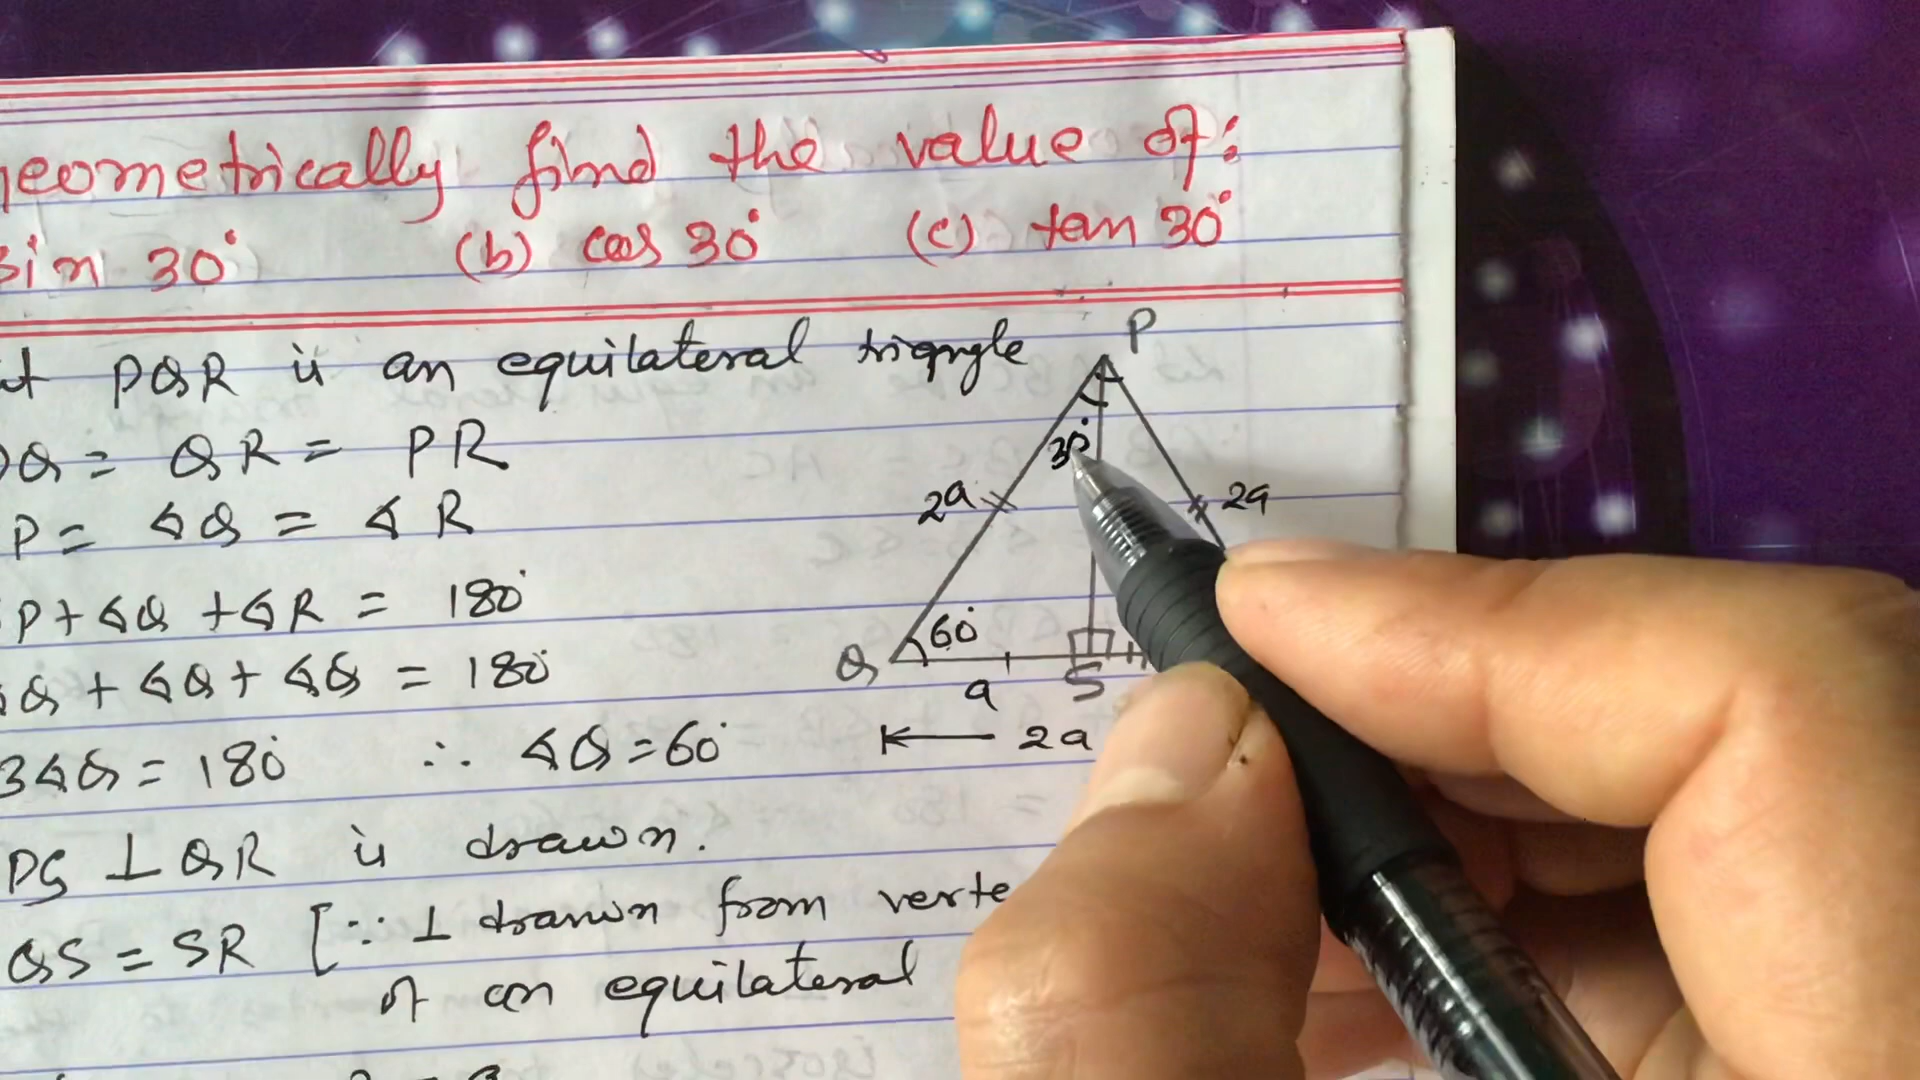 eometrically find the value of:
sin 30° (b) cos 30° (c) tan 30°
PQR is an equilateral triangle
PQ = QR = PR
P = ∢Q = ∢R
P + ∢Q + ∢R = 180°
Q + ∢Q + ∢Q = 180°
3∢Q = 180° ∴ ∢Q = 60°
PS ⊥ QR is drawn.
QS = SR [∵ ⊥ drawn from verte
of an equilateral
P
30°
2a 2a
60°
Q S
a
2a